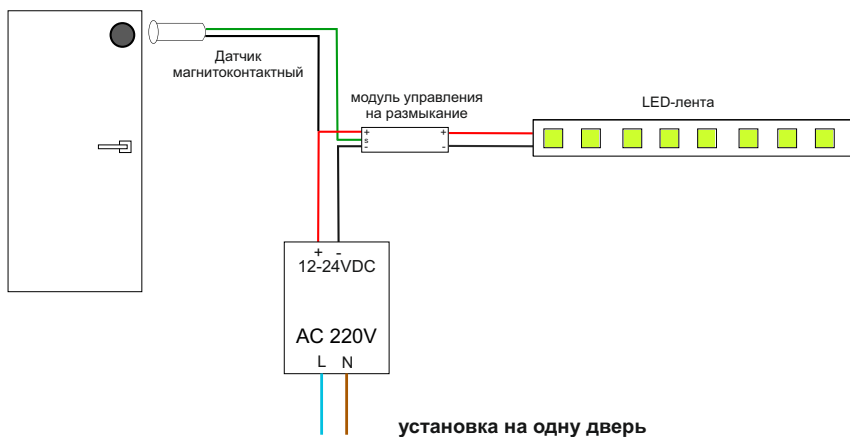 Датчик
магнитоконтактный
модуль управления
на размыкание
LED-лента
+ +
s
- -
+ -
12-24VDC
AC 220V
L N
установка на одну дверь